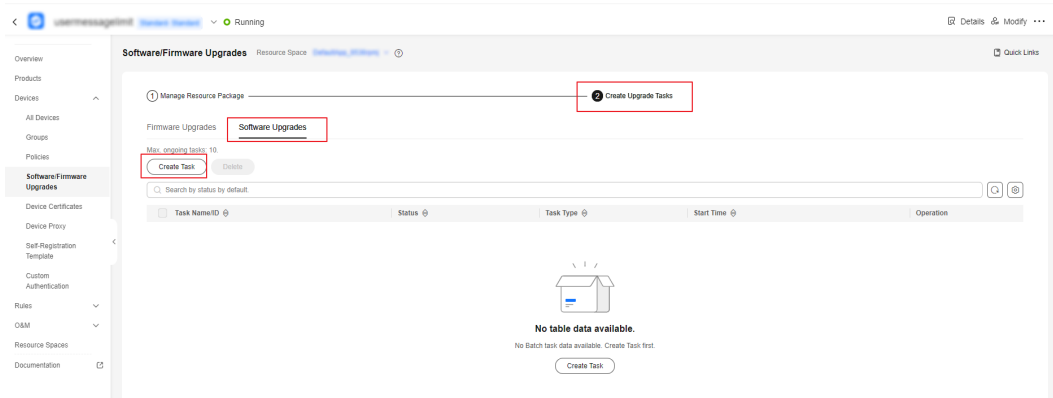 usermessagelimit Standard Standard Running Details Modify
Software/Firmware Upgrades Resource Space Quick Links
Overview
Products
Devices
All Devices
Groups
Policies
Software/Firmware
Upgrades
Device Certificates
Device Proxy
Self-Registration
Template
Custom
Authentication
Rules
O&M
Resource Spaces
Documentation
1 Manage Resource Package 2 Create Upgrade Tasks
Firmware Upgrades Software Upgrades
Max. ongoing tasks: 10.
Create Task Delete
Search by status by default.
Task Name/ID Status Task Type Start Time Operation
No table data available.
No Batch task data available. Create Task first.
Create Task